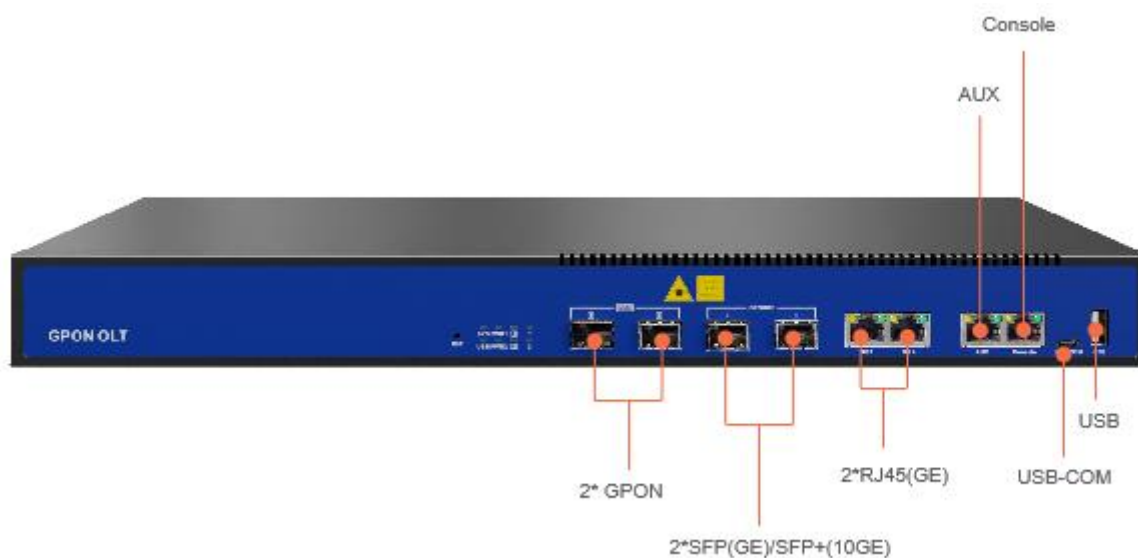 Console
AUX
GPON OLT
USB
2* GPON
2*RJ45(GE)
USB-COM
2*SFP(GE)/SFP+(10GE)